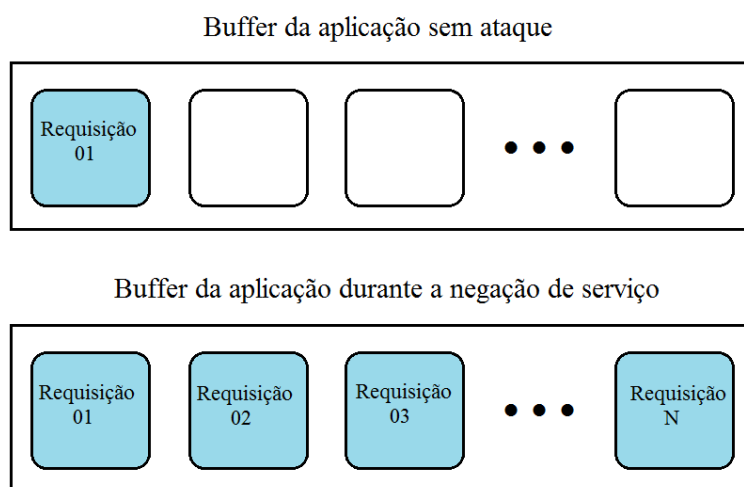 Buffer da aplicação sem ataque
Requisição
01
Buffer da aplicação durante a negação de serviço
Requisição
01
Requisição
02
Requisição
03
Requisição
N